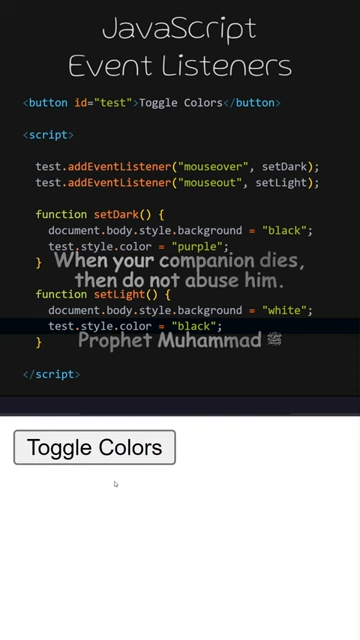 JavaScript
Event Listeners
<button id="test">Toggle Colors</button>
<script>
test.addEventListener("mouseover", setDark);
test.addEventListener("mouseout", setLight);
function setDark() {
document.body.style.background = "black";
test.style.color = "purple";
}
When your companion dies,
then do not abuse him.
function setLight() {
document.body.style.background = "white";
test.style.color = "black";
}
Prophet Muhammad ﷺ
</script>
Toggle Colors